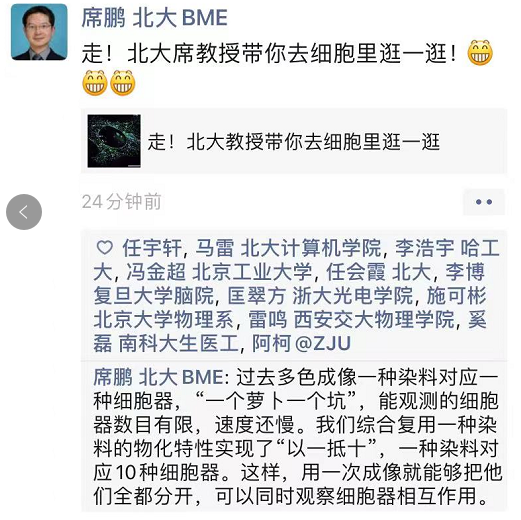 席鹏 北大BME
走！北大席教授带你去细胞里逛一逛！😁
😁😁
走！北大教授带你去细胞里逛一逛
24分钟前
任宇轩, 马雷 北大计算机学院, 李浩宇 哈工
大, 冯金超 北京工业大学, 任会霞 北大, 李博
复旦大学脑院, 匡翠方 浙大光电学院, 施可彬
北京大学物理系, 雷鸣 西安交大物理学院, 奚
磊 南科大生医工, 阿柯@ZJU
席鹏 北大BME: 过去多色成像一种染料对应一
种细胞器，“一个萝卜一个坑”，能观测的细胞
器数目有限，速度还慢。我们综合复用一种染
料的物化特性实现了“以一抵十”，一种染料对
应10种细胞器。这样，用一次成像就能够把他
们全都分开，可以同时观察细胞器相互作用。